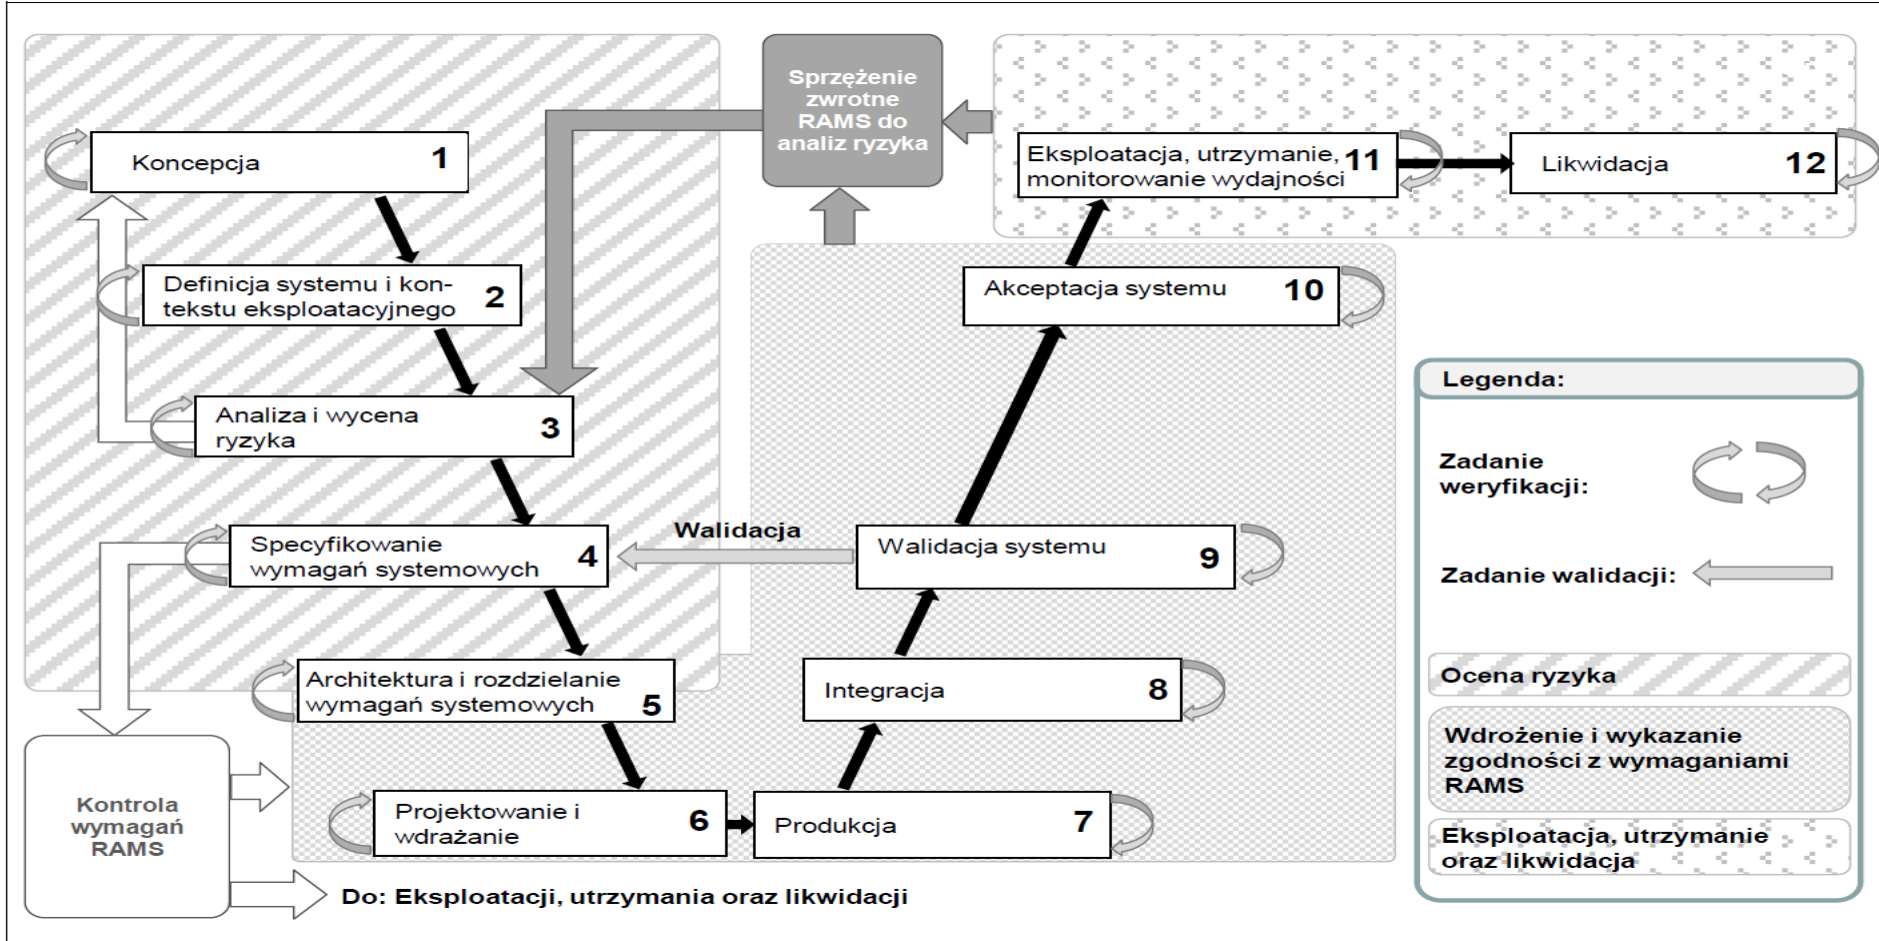 Koncepcja
1
Definicja systemu i kon-
tekstu eksploatacyjnego
2
Analiza i wycena
ryzyka
3
Specyfikowanie
wymagań systemowych
4
Architektura i rozdzielanie
wymagań systemowych
5
Projektowanie i
wdrażanie
6
Produkcja
7
Integracja
8
Walidacja
Walidacja systemu
9
Akceptacja systemu
10
Eksploatacja, utrzymanie,
monitorowanie wydajności
11
Likwidacja
12
Sprzężenie
zwrotne
RAMS do
analiz ryzyka
Kontrola
wymagań
RAMS
Do: Eksploatacji, utrzymania oraz likwidacji
Legenda:
Zadanie
weryfikacji:
Zadanie walidacji:
Ocena ryzyka
Wdrożenie i wykazanie
zgodności z wymaganiami
RAMS
Eksploatacja, utrzymanie
oraz likwidacja